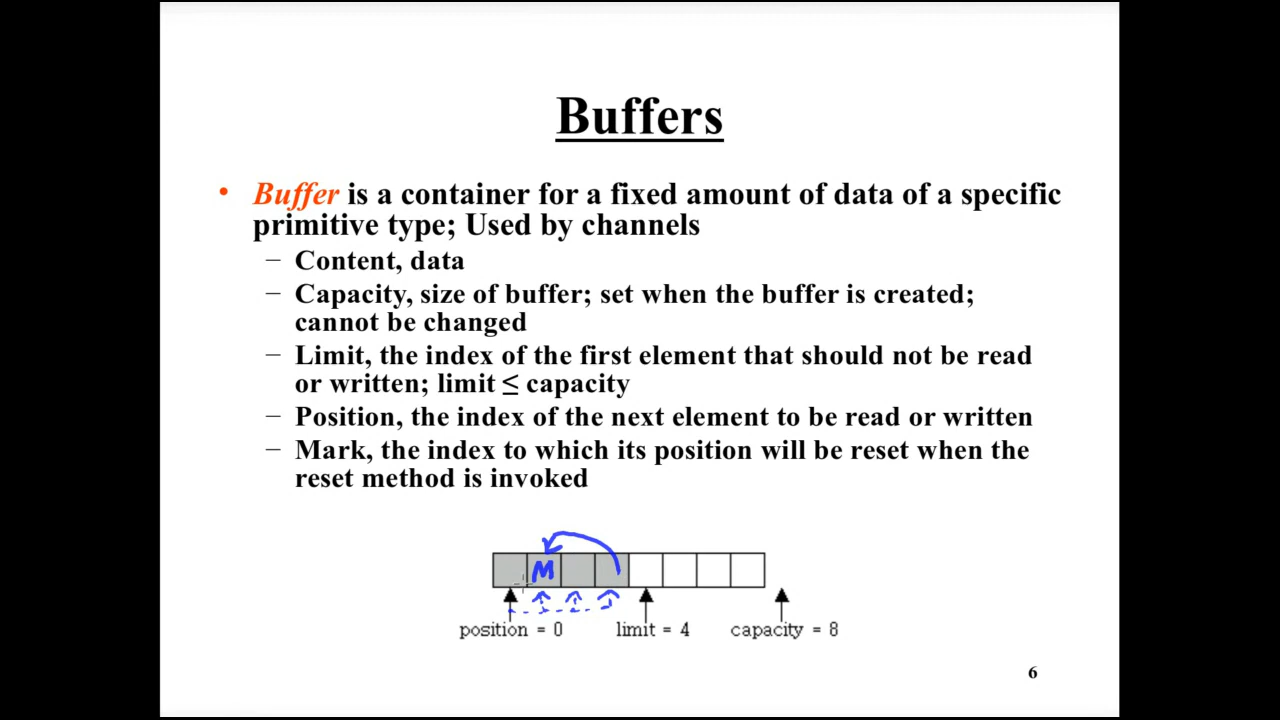 Buffers
• Buffer is a container for a fixed amount of data of a specific
primitive type; Used by channels
– Content, data
– Capacity, size of buffer; set when the buffer is created;
cannot be changed
– Limit, the index of the first element that should not be read
or written; limit ≤ capacity
– Position, the index of the next element to be read or written
– Mark, the index to which its position will be reset when the
reset method is invoked
M
position = 0 limit = 4 capacity = 8
6